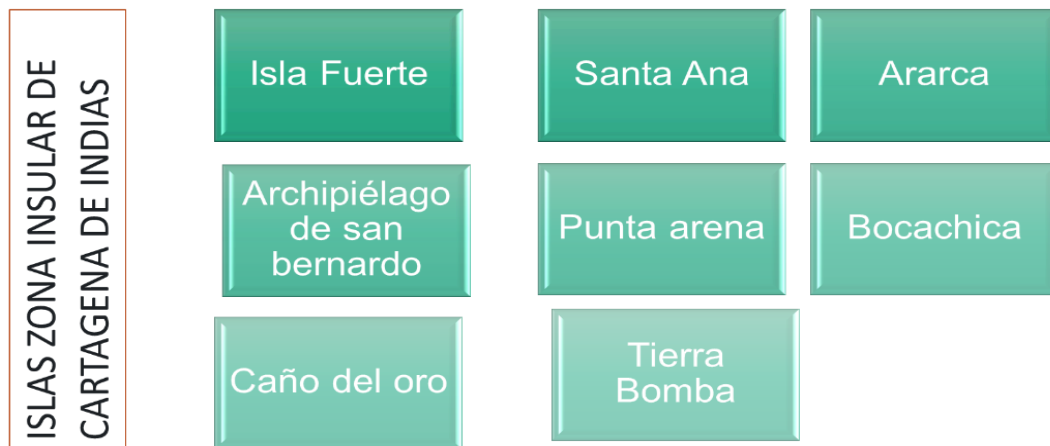 ISLAS ZONA INSULAR DE
CARTAGENA DE INDIAS
Isla Fuerte
Santa Ana
Ararca
Archipiélago
de san
bernardo
Punta arena
Bocachica
Caño del oro
Tierra
Bomba